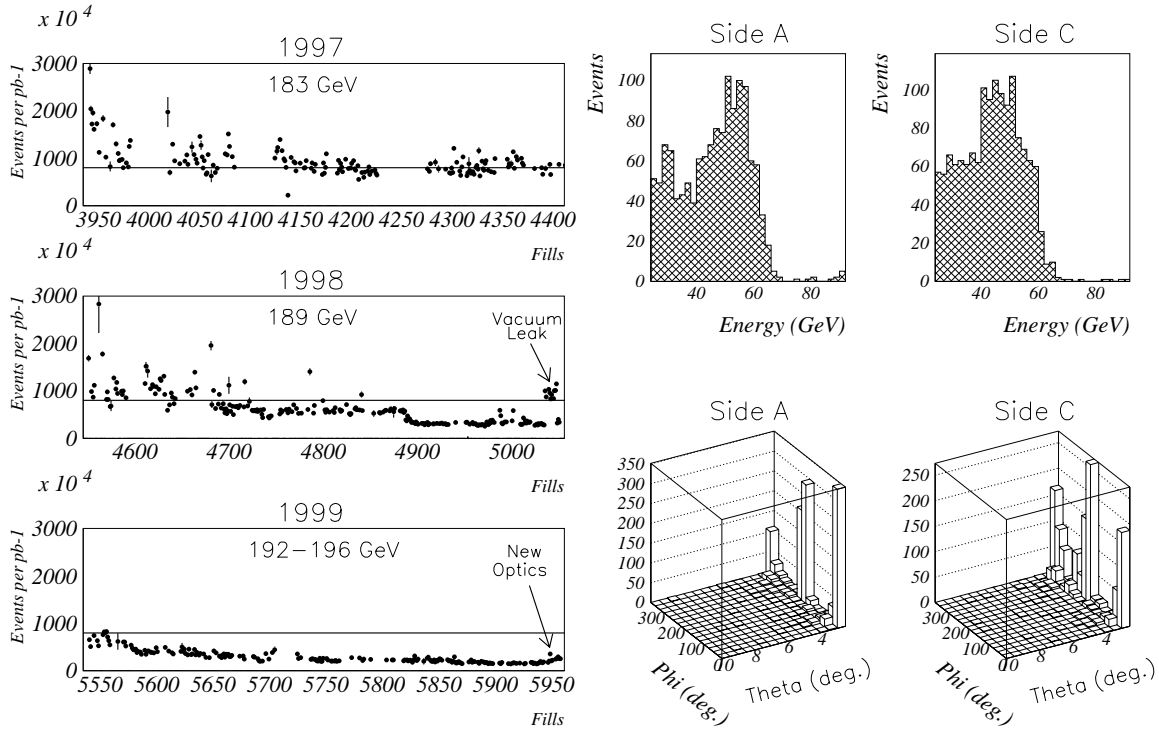 x 10 4
1997
183 GeV
Events per pb-1
3000
2000
1000
0
3950 4000 4050 4100 4150 4200 4250 4300 4350 4400
Fills
x 10 4
1998
189 GeV
Vacuum
Leak
Events per pb-1
3000
2000
1000
0
4600 4700 4800 4900 5000
Fills
x 10 4
1999
192-196 GeV
New
Optics
Events per pb-1
3000
2000
1000
0
5550 5600 5650 5700 5750 5800 5850 5900 5950
Fills
Side A
Events
100
80
60
40
20
0
40 60 80
Energy (GeV)
Side C
Events
100
80
60
40
20
0
40 60 80
Energy (GeV)
Side A
350
300
250
200
150
100
50
0
300
200
100
0
10 8 6 4
Phi (deg.)
Theta (deg.)
Side C
250
200
150
100
50
0
300
200
100
0
10 8 6 4
Phi (deg.)
Theta (deg.)